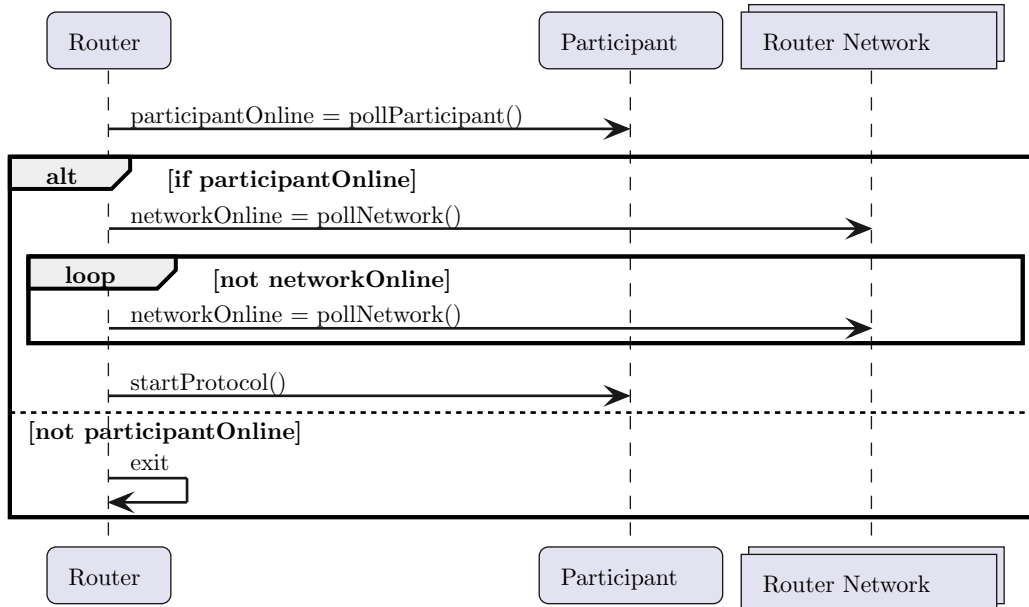 Router
Participant
Router Network
participantOnline = pollParticipant()
alt
[if participantOnline]
networkOnline = pollNetwork()
loop
[not networkOnline]
networkOnline = pollNetwork()
startProtocol()
[not participantOnline]
exit
Router
Participant
Router Network